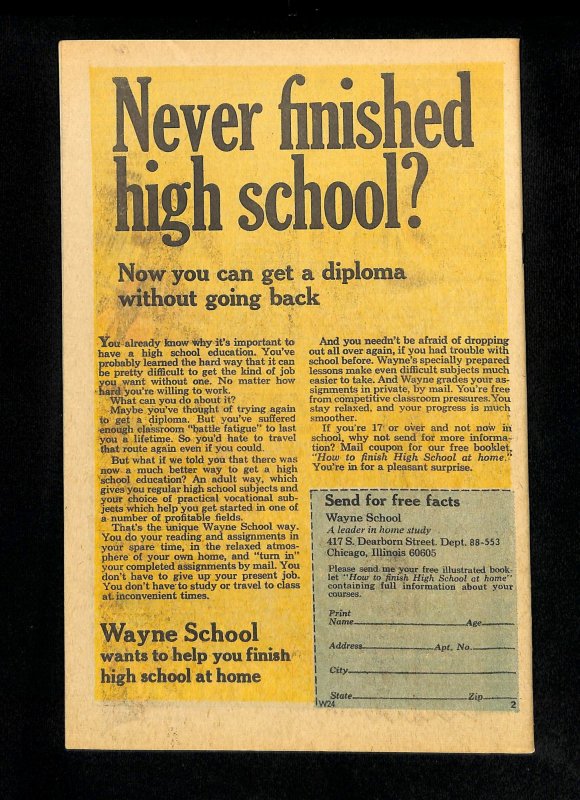 Never finished
high school?
Now you can get a diploma
without going back
You already know why it's important to
have a high school education. You've
probably learned the hard way that it can
be pretty difficult to get the kind of job
you want without one. No matter how
hard you're willing to work.
What can you do about it?
Maybe you've thought of trying again
to get a diploma. But you've suffered
enough classroom "battle fatigue" to last
you a lifetime. So you'd hate to travel
that route again even if you could.
But what if we told you that there was
now a much better way to get a high
school education? An adult way, which
gives you regular high school subjects and
your choice of practical vocational sub-
jects which help you get started in one of
a number of profitable fields.
That's the unique Wayne School way.
You do your reading and assignments in
your spare time, in the relaxed atmos-
phere of your own home, and "turn in"
your completed assignments by mail. You
don't have to give up your present job.
You don't have to study or travel to class
at inconvenient times.
Wayne School
wants to help you finish
high school at home
And you needn't be afraid of dropping
out all over again, if you had trouble with
school before. Wayne's specially prepared
lessons make even difficult subjects much
easier to take. And Wayne grades your as-
signments in private, by mail. You're free
from competitive classroom pressures. You
stay relaxed, and your progress is much
smoother.
If you're 17 or over and not now in
school, why not send for more informa-
tion? Mail coupon for our free booklet,
"How to finish High School at home."
You're in for a pleasant surprise.
Send for free facts
Wayne School
A leader in home study
417 S. Dearborn Street. Dept. 88-553
Chicago, Illinois 60605
Please send me your free illustrated book-
let "How to finish High School at home"
containing full information about your
courses.
Print
Name Age
Address Apt. No.
City
State Zip
W24 2